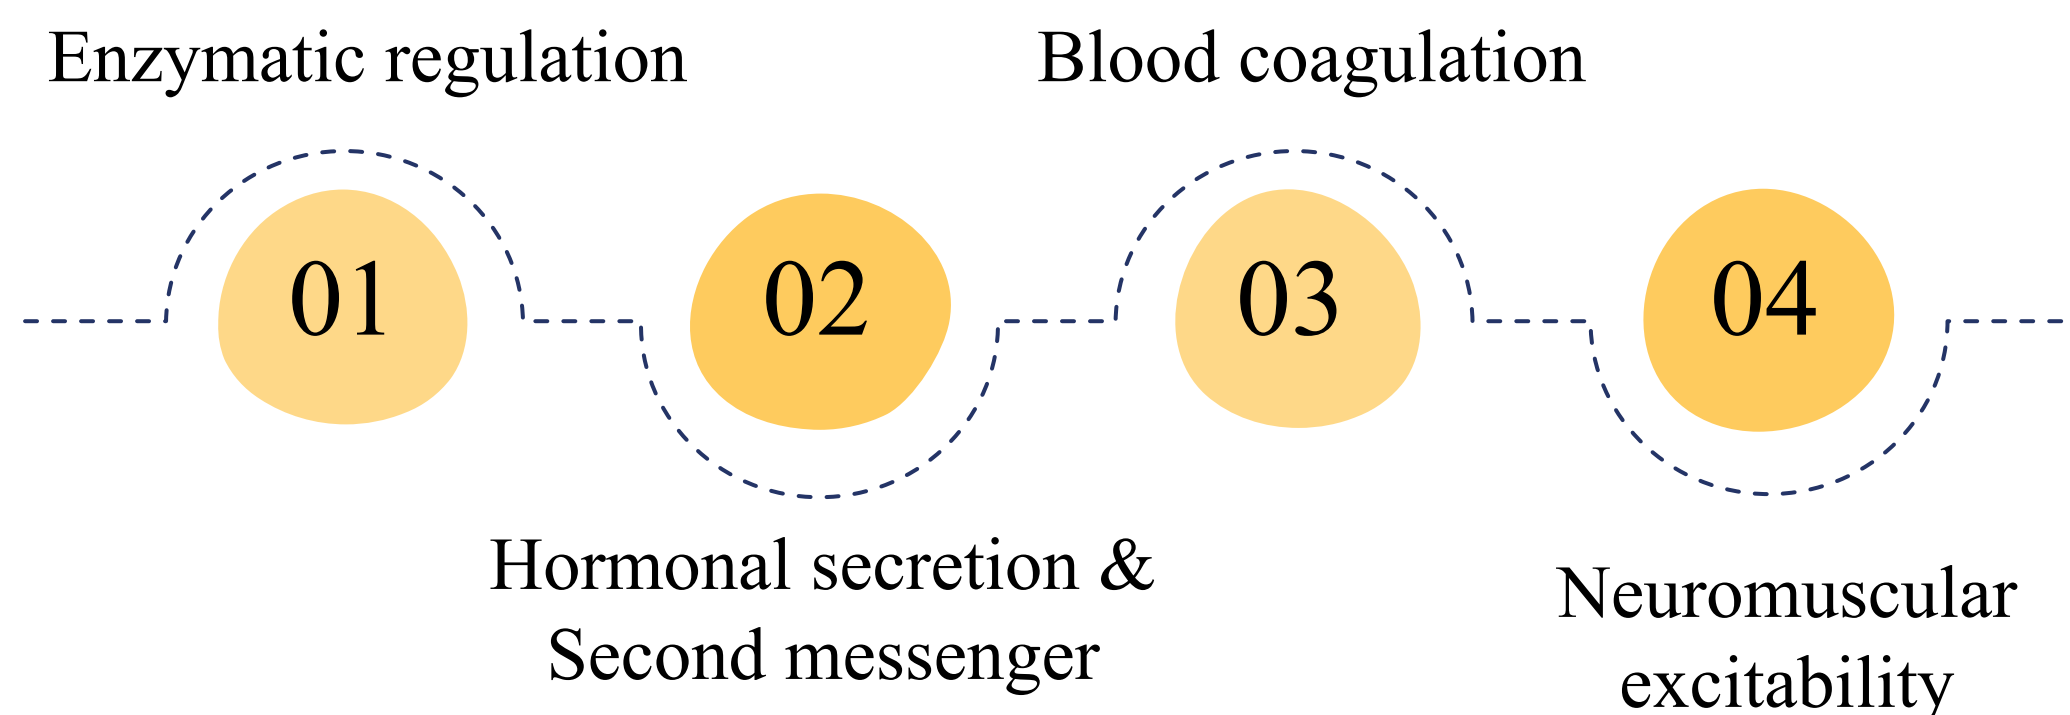 Enzymatic regulation
Blood coagulation
01
02
03
04
Hormonal secretion &
Second messenger
Neuromuscular
excitability